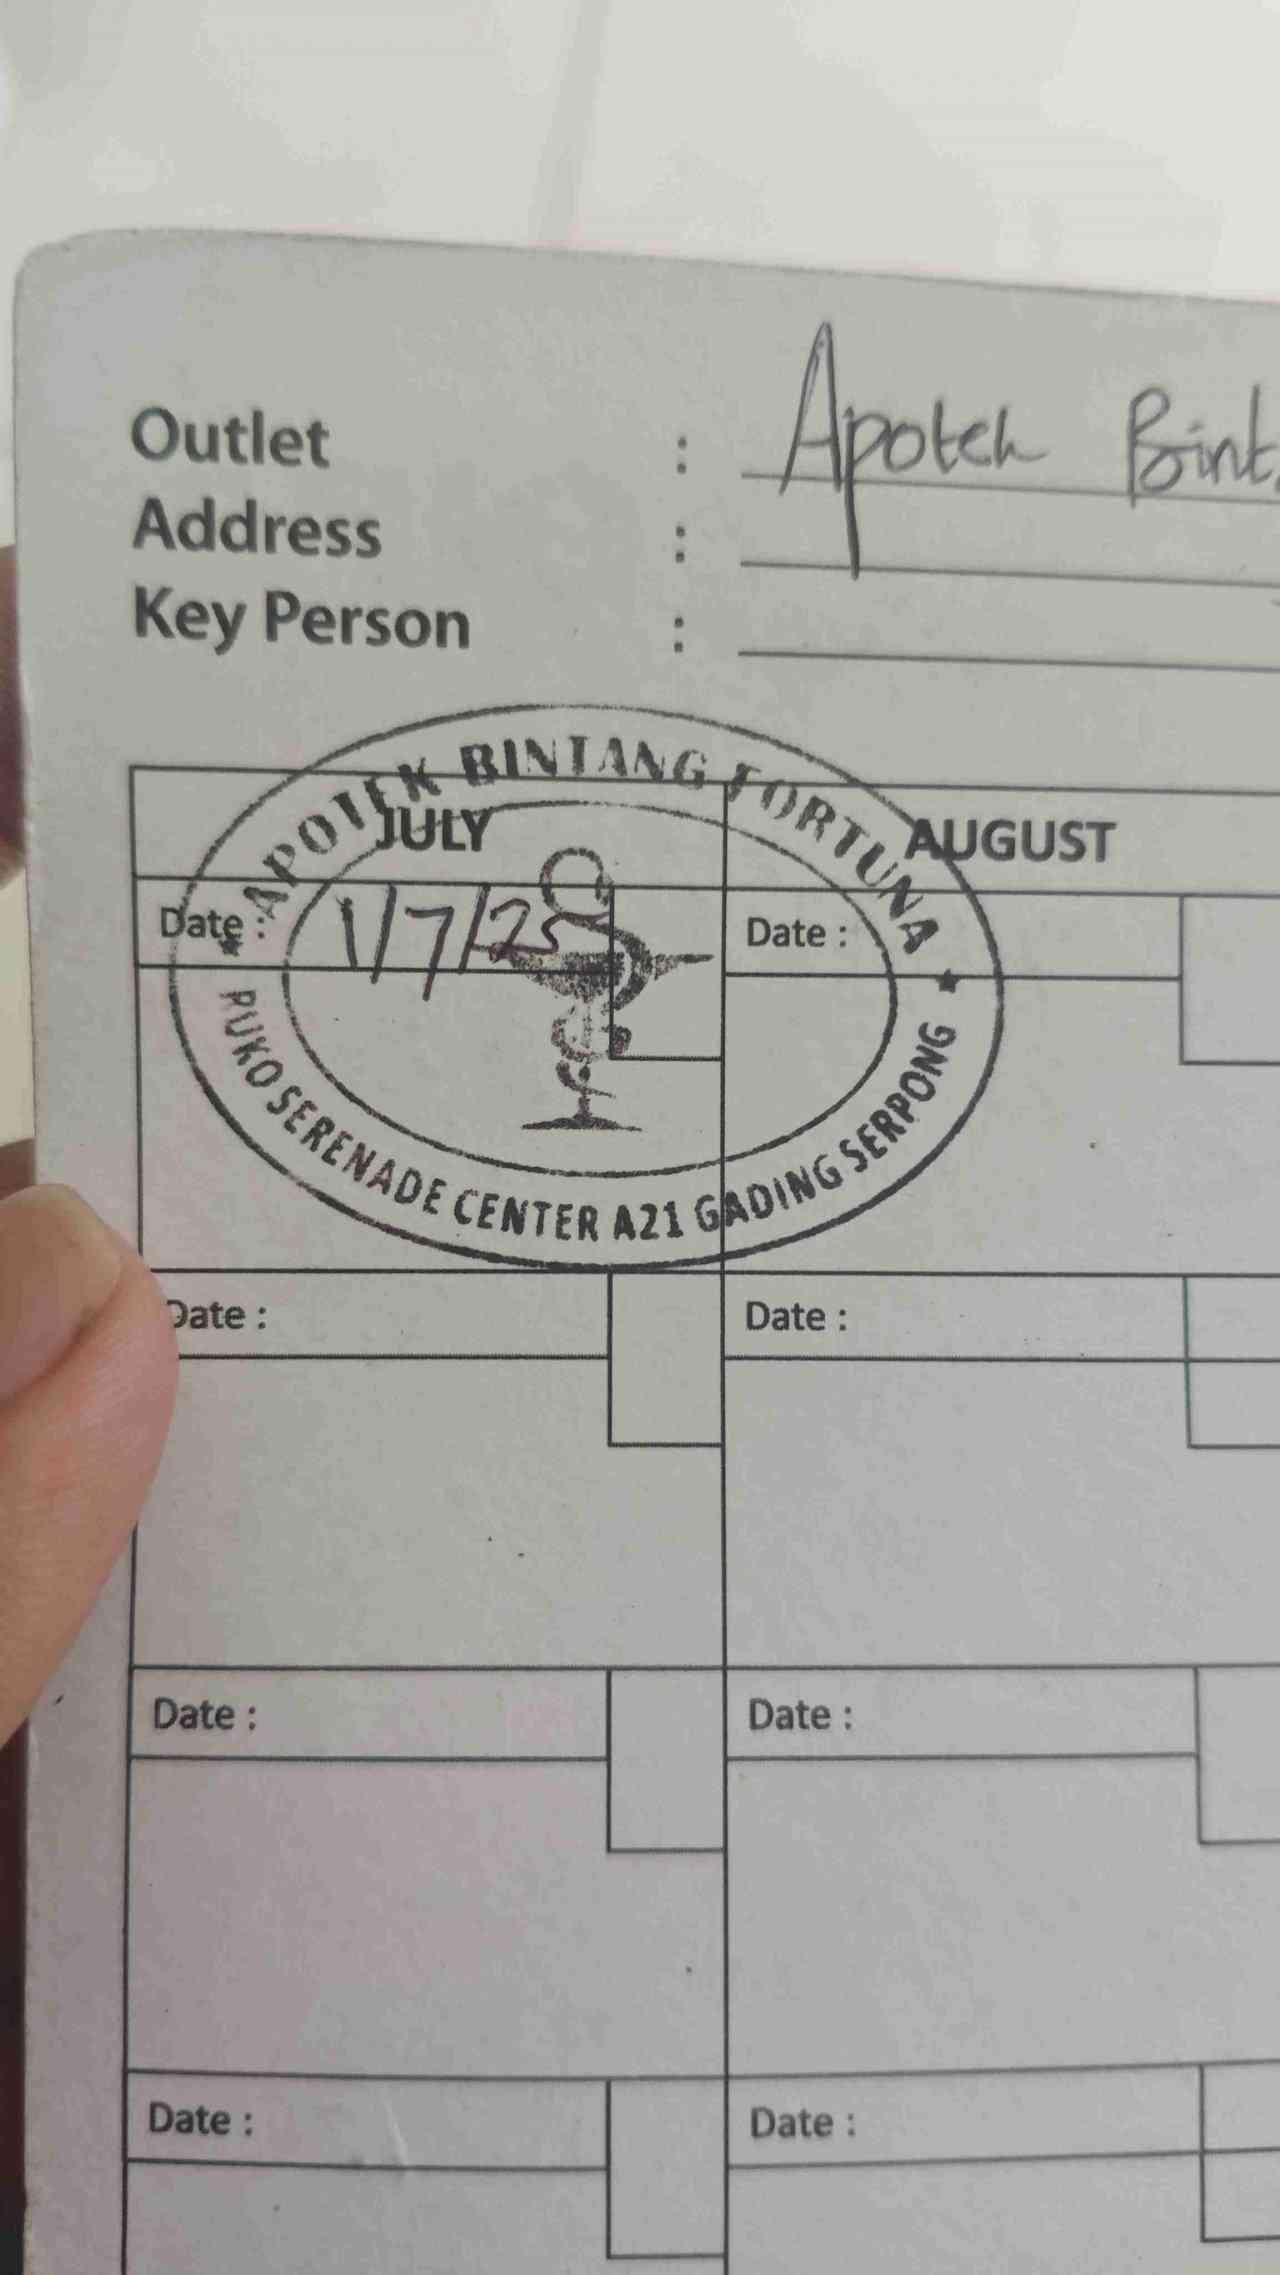 Outlet : Apotek Bint
Address :
Key Person :
APOTEK BINTANG FORTUNA
JULY AUGUST
Date : 1/7/25 Date :
RUKO SERENADE CENTER A21 GADING SERPONG
Date : Date :
Date : Date :
Date : Date :